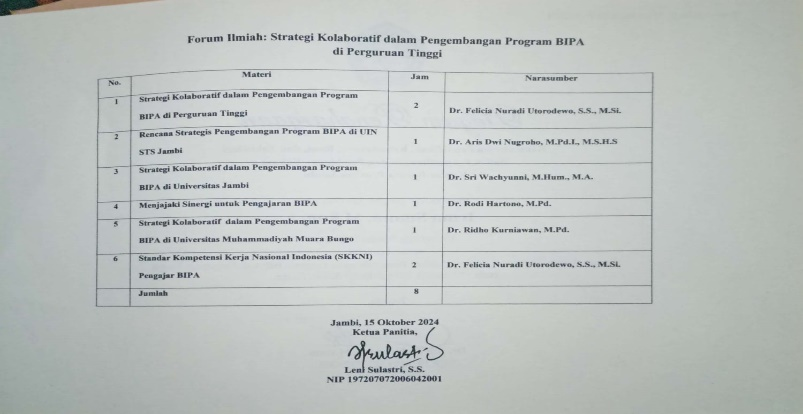 Forum Ilmiah: Strategi Kolaboratif dalam Pengembangan Program BIPA
di Perguruan Tinggi
No. Materi Jam Narasumber
1 Strategi Kolaboratif dalam Pengembangan Program
BIPA di Perguruan Tinggi 2 Dr. Felicia Nuradi Utorodewo, S.S., M.Si.
2 Rencana Strategis Pengembangan Program BIPA di UIN
STS Jambi 1 Dr. Aris Dwi Nugroho, M.Pd.I., M.S.H.S
3 Strategi Kolaboratif dalam Pengembangan Program
BIPA di Universitas Jambi 1 Dr. Sri Wachyunni, M.Hum., M.A.
4 Menjajaki Sinergi untuk Pengajaran BIPA 1 Dr. Rodi Hartono, M.Pd.
5 Strategi Kolaboratif dalam Pengembangan Program
BIPA di Universitas Muhammadiyah Muara Bungo 1 Dr. Ridho Kurniawan, M.Pd.
6 Standar Kompetensi Kerja Nasional Indonesia (SKKNI)
Pengajar BIPA 2 Dr. Felicia Nuradi Utorodewo, S.S., M.Si.
Jumlah 8
Jambi, 15 Oktober 2024
Ketua Panitia,
Leni Sulastri, S.S.
NIP 197207072006042001